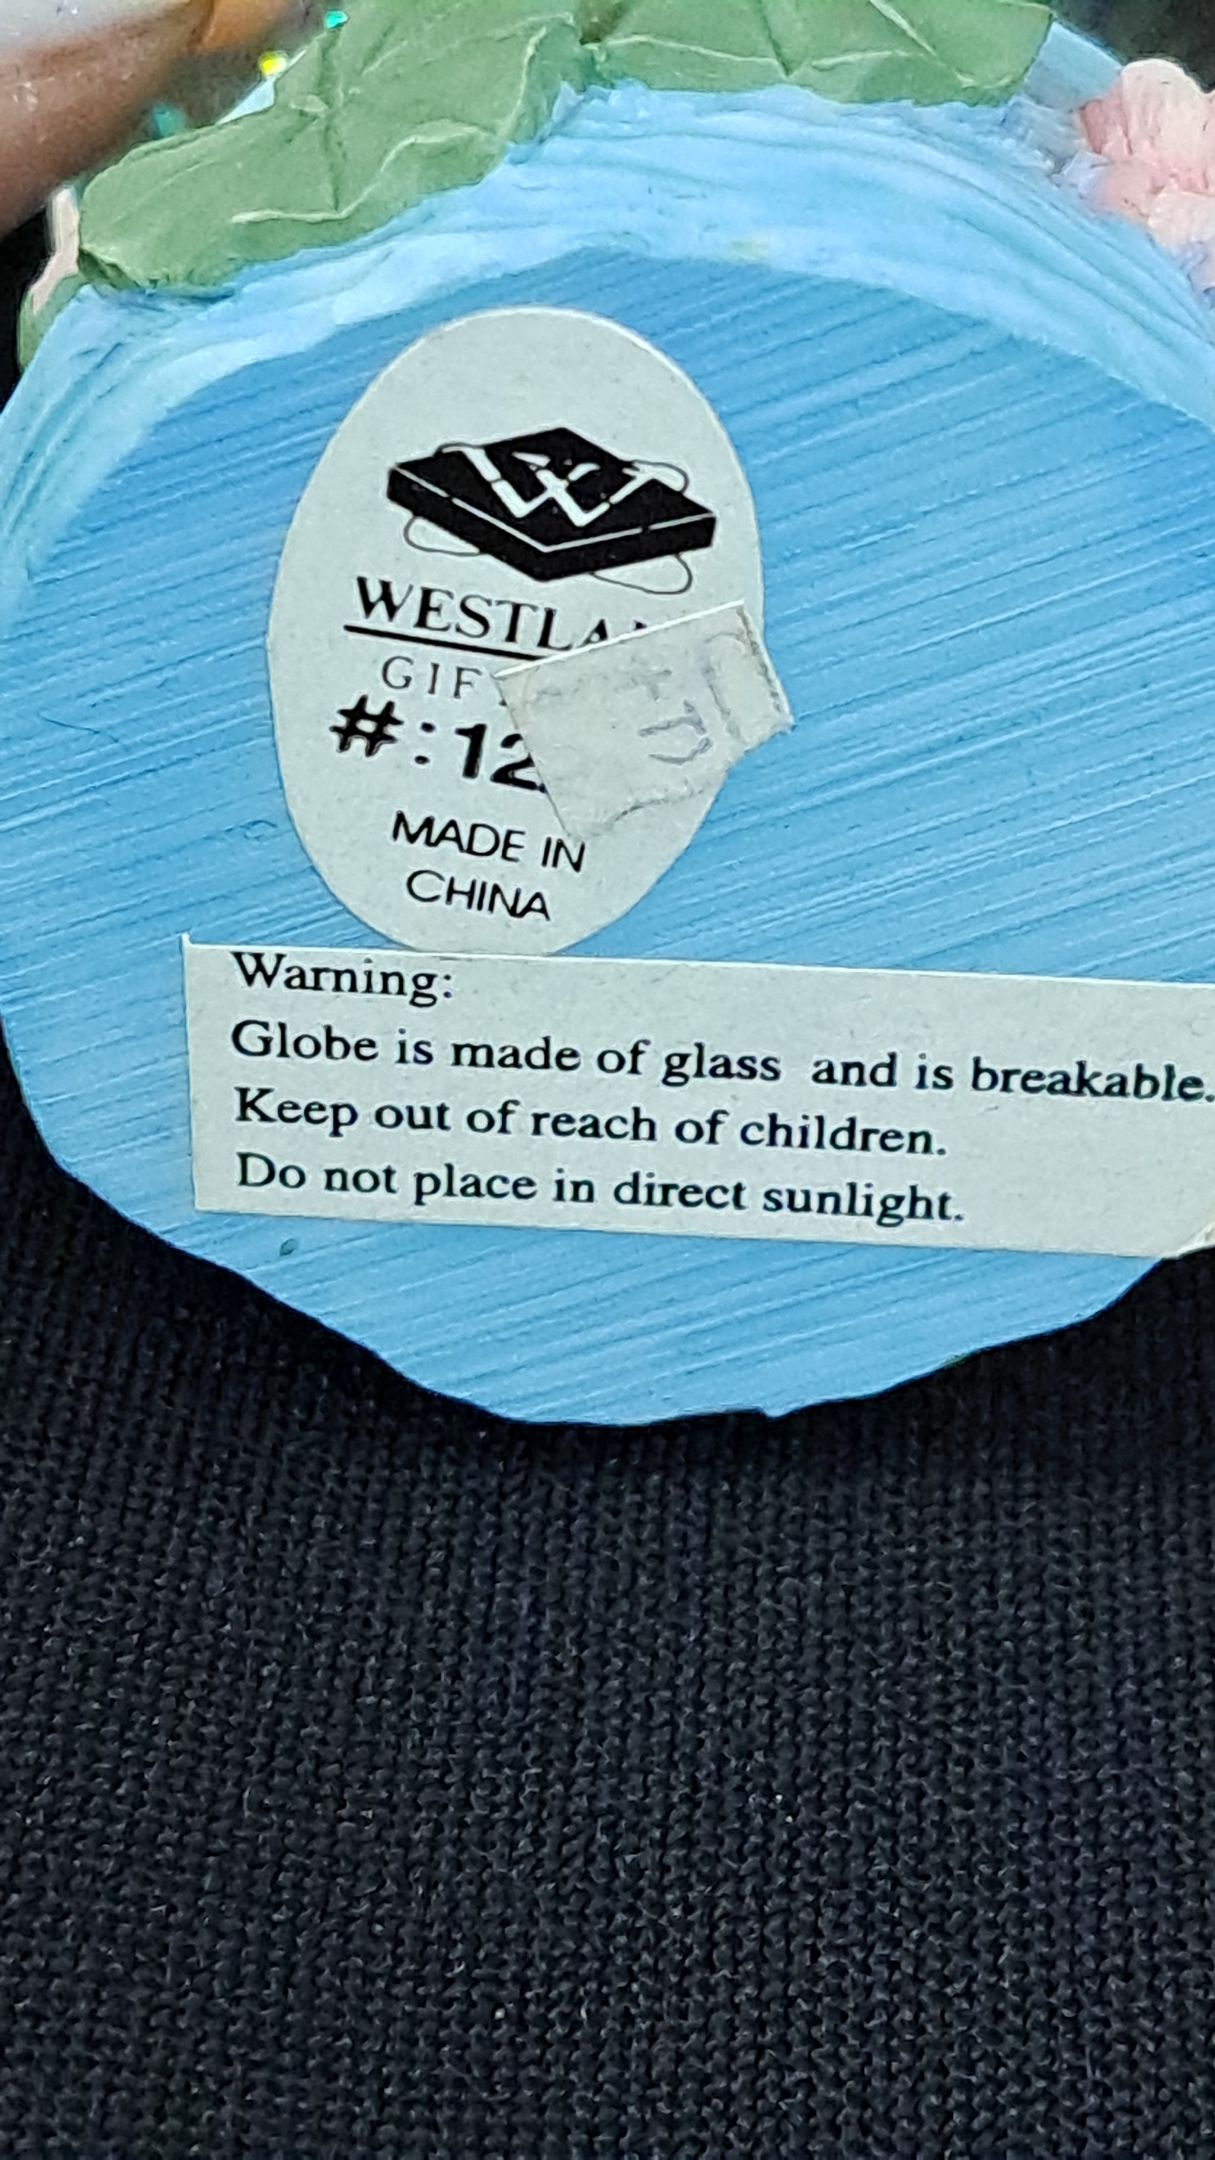 W
WESTLA
GIF
#:12
MADE IN
CHINA
Warning:
Globe is made of glass and is breakable.
Keep out of reach of children.
Do not place in direct sunlight.